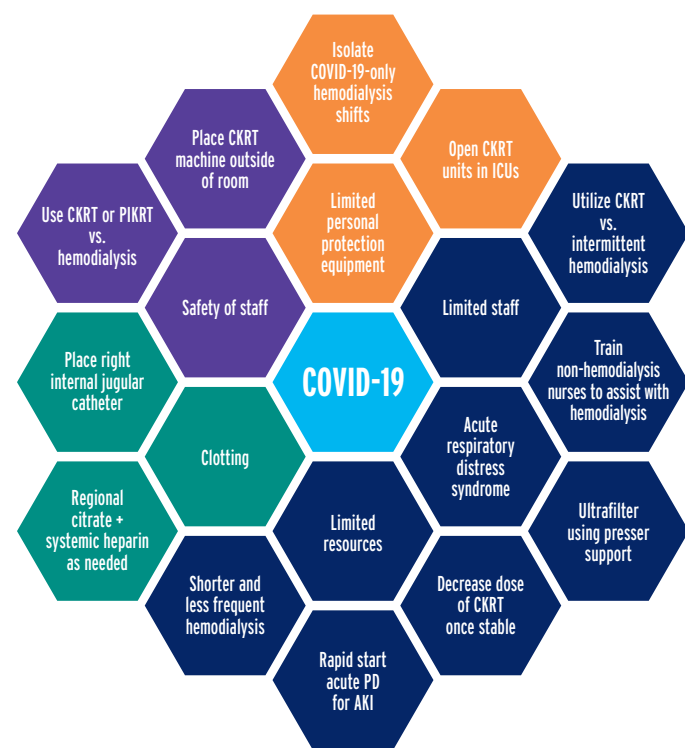 Isolate
COVID-19-only
hemodialysis
shifts
Place CKRT
machine outside
of room
Open CKRT
units in ICUs
Use CKRT or PIKRT
vs.
hemodialysis
Limited
personal
protection
equipment
Utilize CKRT
vs.
intermittent
hemodialysis
Safety of staff
Limited staff
Place right
internal jugular
catheter
COVID-19
Train
non-hemodialysis
nurses to assist with
hemodialysis
Clotting
Acute
respiratory
distress
syndrome
Regional
citrate +
systemic heparin
as needed
Limited
resources
Ultrafilter
using presser
support
Shorter and
less frequent
hemodialysis
Decrease dose
of CKRT
once stable
Rapid start
acute PD
for AKI